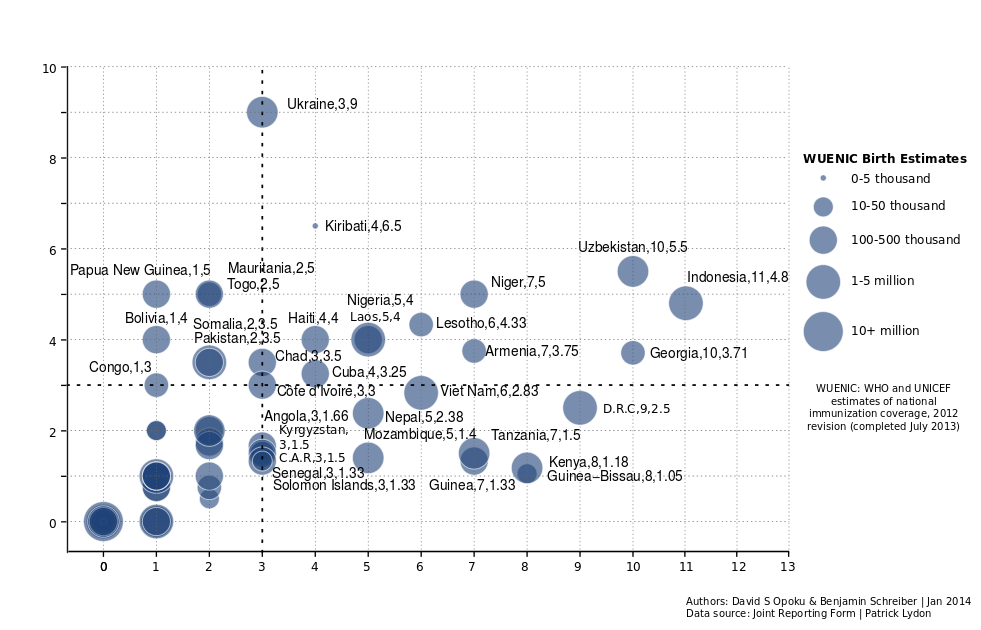 10
Ukraine,3,9
8
WUENIC Birth Estimates
0-5 thousand
10-50 thousand
100-500 thousand
1-5 million
10+ million
Kiribati,4,6.5
6
Uzbekistan,10,5.5
Papua New Guinea,1,5
Mauritania,2,5
Togo,2,5
Niger,7,5
Indonesia,11,4.8
Nigeria,5,4
Bolivia,1,4
Somalia,2,3.5
Pakistan,2,3.5
Haiti,4,4
Laos,5,4
Lesotho,6,4.33
4
Chad,3,3.5
Armenia,7,3.75
Georgia,10,3.71
Congo,1,3
Cuba,4,3.25
Cote d'Ivoire,3,3
Viet Nam,6,2.83
WUENIC: WHO and UNICEF
estimates of national
immunization coverage, 2012
revision (completed July 2013)
Angola,3,1.66
Nepal,5,2.38
D.R.C,9,2.5
2
Kyrgyzstan,
3,1.5
Mozambique,5,1.4
Tanzania,7,1.5
C.A.R,3,1.5
Senegal,3,1.33
Kenya,8,1.18
Solomon Islands,3,1.33
Guinea,7,1.33
Guinea-Bissau,8,1.05
0
0 1 2 3 4 5 6 7 8 9 10 11 12 13
Authors: David S Opoku & Benjamin Schreiber | Jan 2014
Data source: Joint Reporting Form | Patrick Lydon